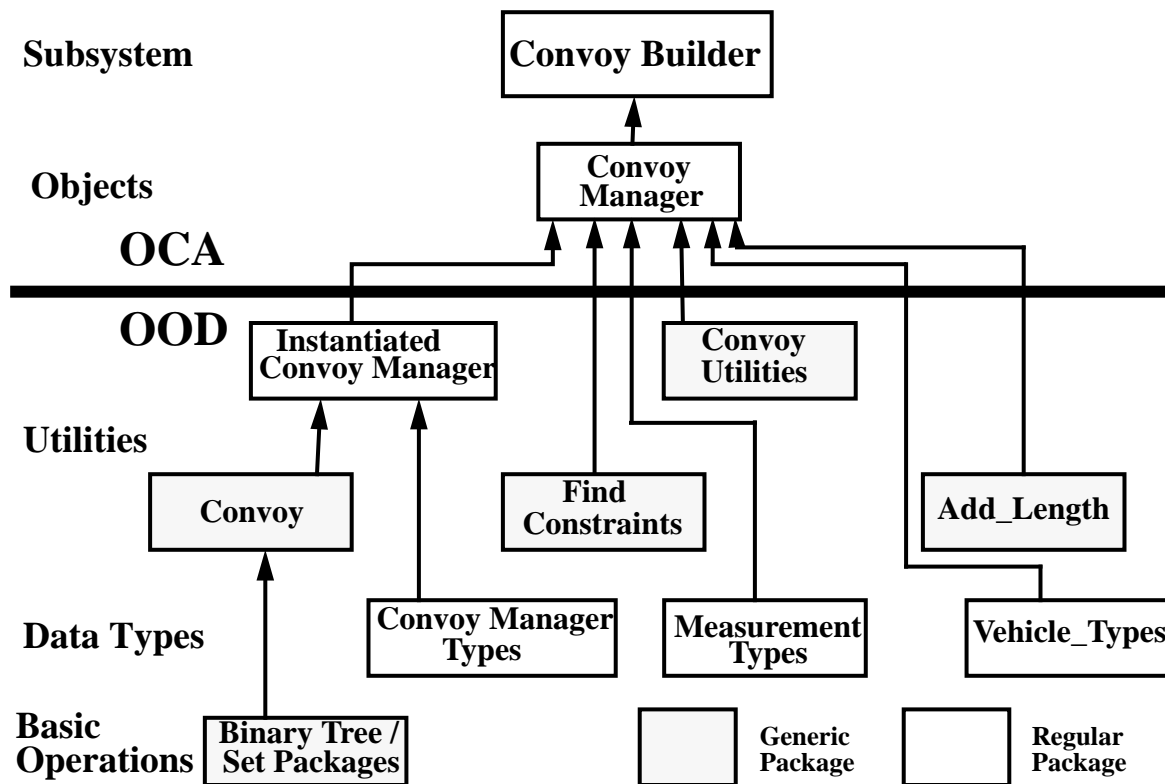 Subsystem
Convoy Builder
Objects
Convoy
Manager
OCA
OOD
Instantiated
Convoy Manager
Convoy
Utilities
Utilities
Convoy
Find
Constraints
Add_Length
Data Types
Convoy Manager
Types
Measurement
Types
Vehicle_Types
Basic
Operations
Binary Tree /
Set Packages
Generic
Package
Regular
Package